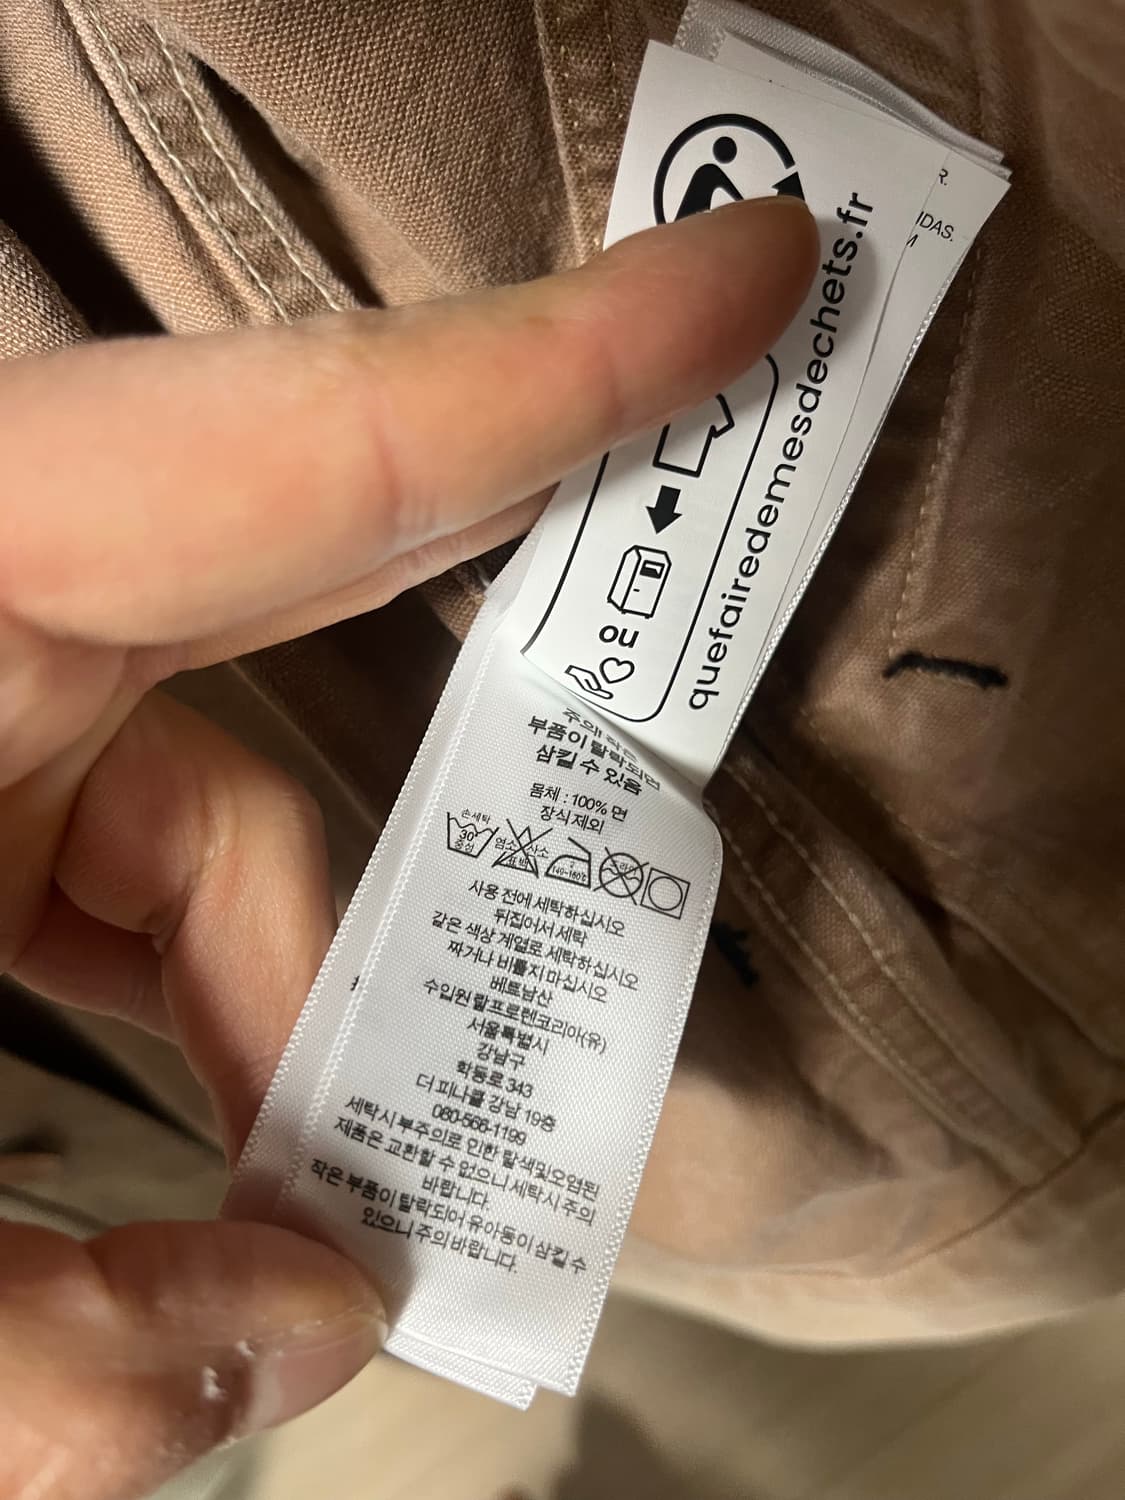 R.
IDAS.
quefairedemesdechets.fr
ou
주의! 작은
부품이 탈락되면
삼킬 수 있음
몸체 : 100% 면
장식 제외
손세탁
30°
중성
염소 산소
표백
140~160℃
드라이
사용 전에 세탁하십시오
뒤집어서 세탁
같은 색상 계열로 세탁하십시오
짜거나 비틀지 마십시오
베트남산
수입원 랄프로렌코리아(유)
서울특별시
강남구
학동로 343
더 피나클 강남 19층
080-566-1199
세탁시 부주의로 인한 탈색및오염된
제품은 교환할 수 없으니 세탁시 주의
바랍니다.
작은 부품이 탈락되어 유아동이 삼킬 수
있으니 주의 바랍니다.